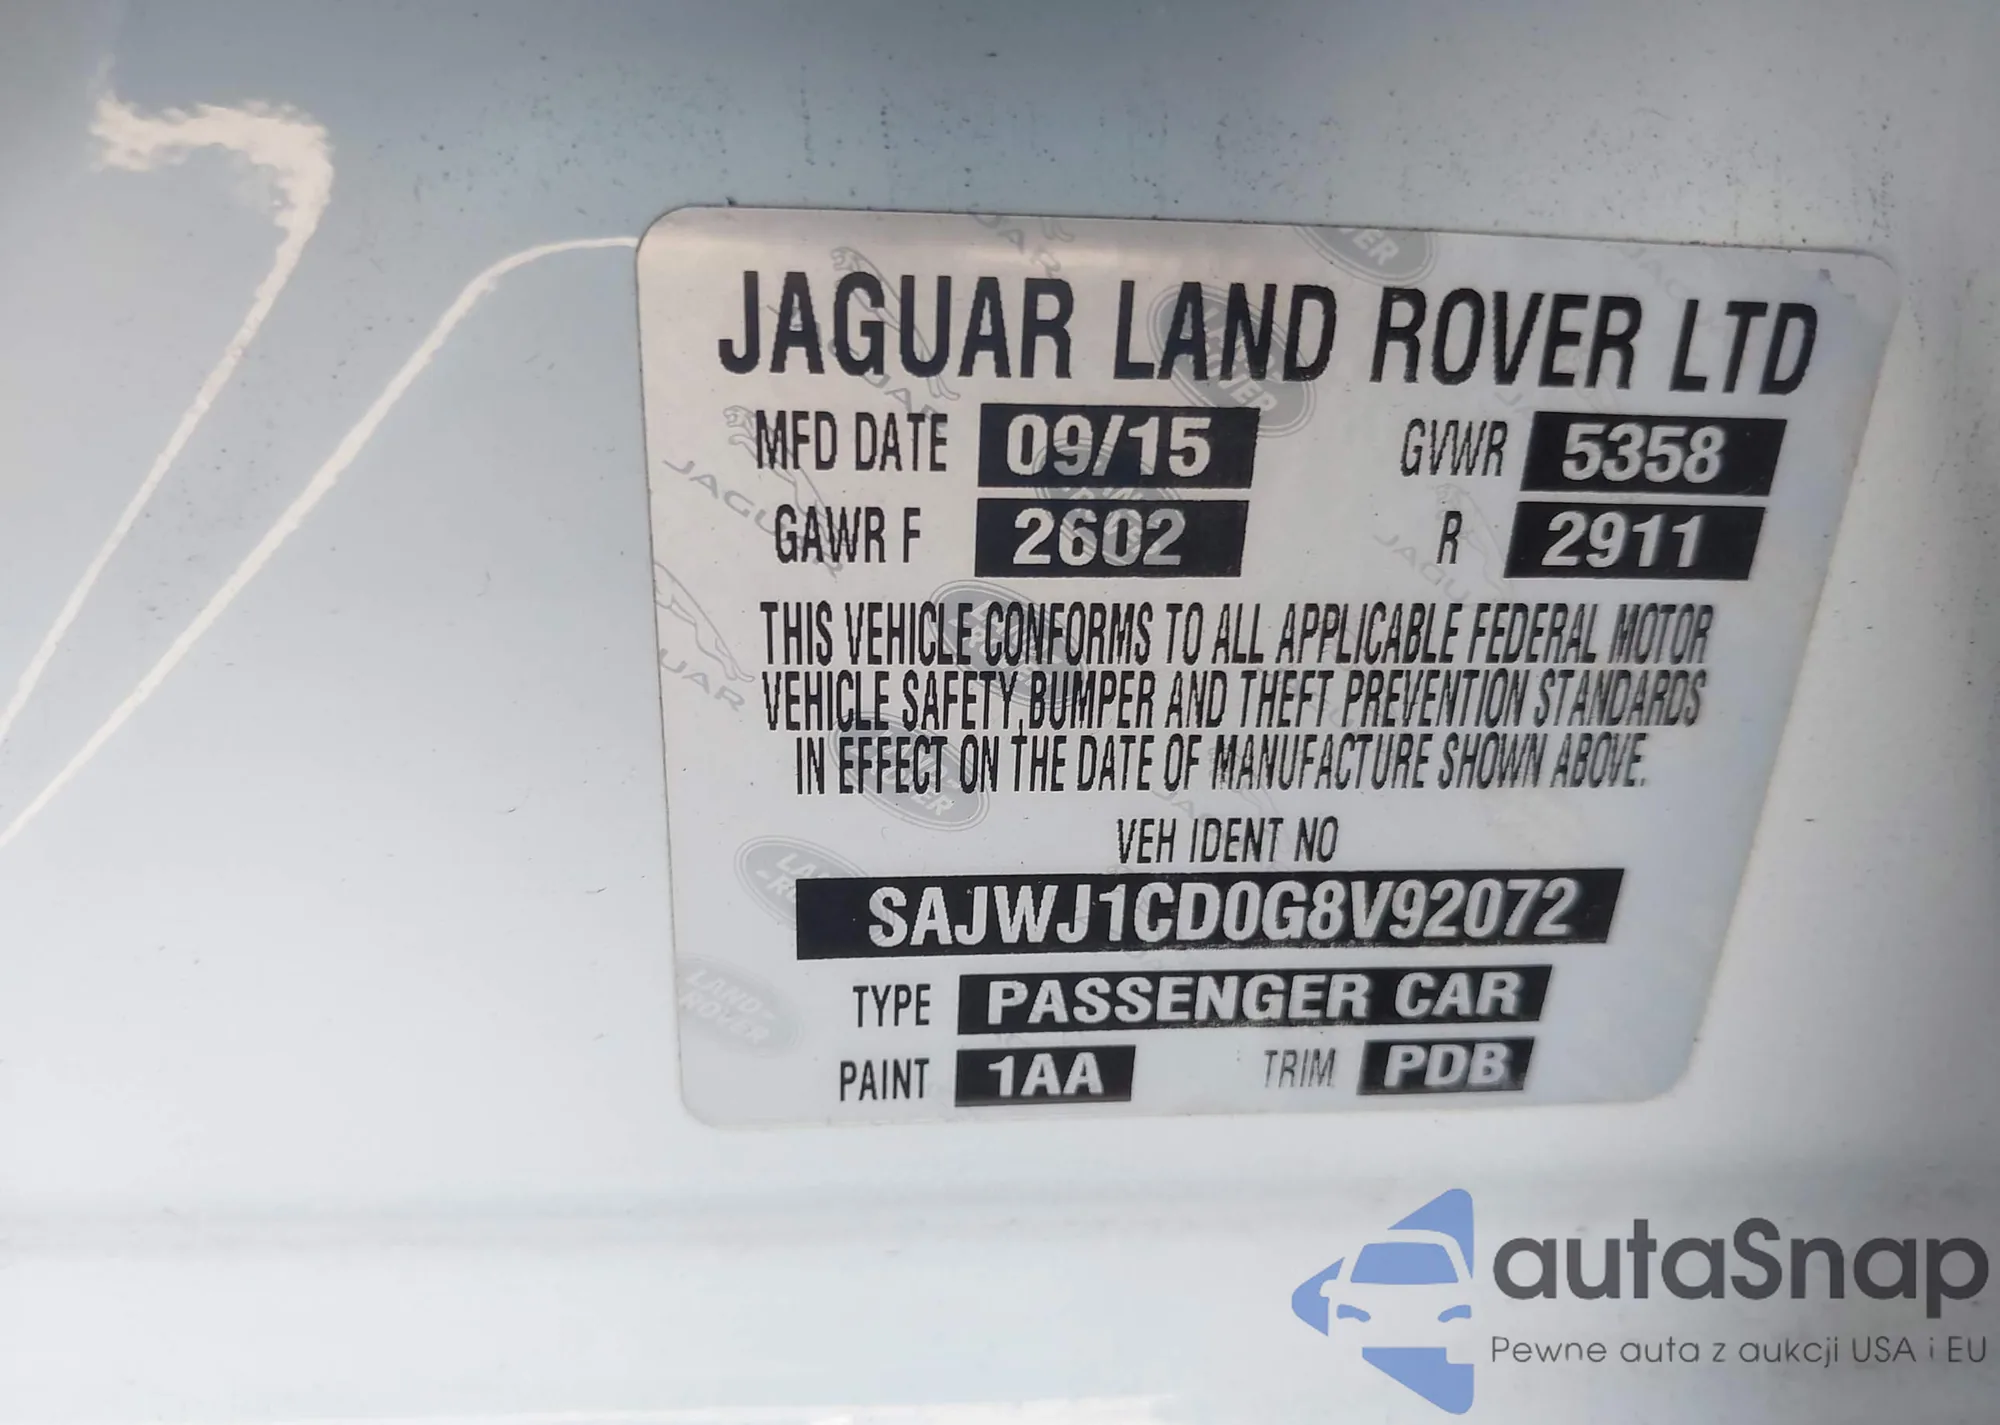 JAGUAR LAND ROVER LTD
MFD DATE 09/15 GVWR 5358
GAWR F 2602 R 2911
THIS VEHICLE CONFORMS TO ALL APPLICABLE FEDERAL MOTOR
VEHICLE SAFETY, BUMPER AND THEFT PREVENTION STANDARDS
IN EFFECT ON THE DATE OF MANUFACTURE SHOWN ABOVE.
VEH IDENT NO
SAJWJ1CD0G8V92072
TYPE PASSENGER CAR
PAINT 1AA TRIM PDB
autaSnap
Pewne auta z aukcji USA i EU